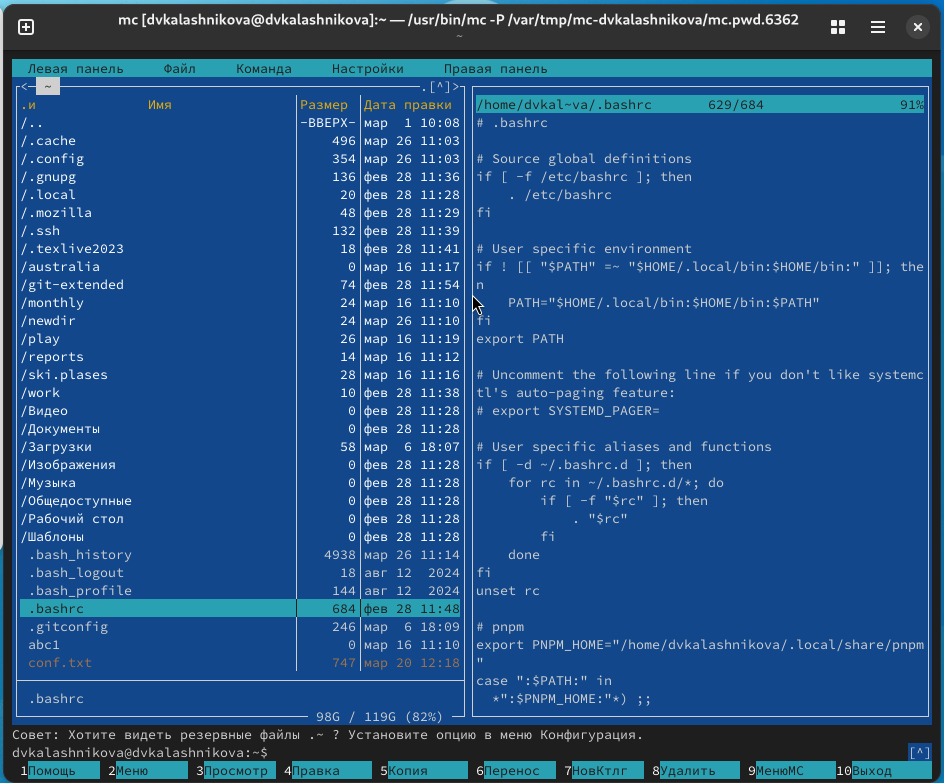 mc [dvkalashnikova@dvkalashnikova]:~ — /usr/bin/mc -P /var/tmp/mc-dvkalashnikova/mc.pwd.6362
~
Левая панель Файл Команда Настройки Правая панель
<─ ~ .[^]>
.и Имя Размер Дата правки
/.. -ВВЕРХ- мар 1 10:08
/.cache 496 мар 26 11:03
/.config 354 мар 26 11:03
/.gnupg 136 фев 28 11:36
/.local 20 фев 28 11:28
/.mozilla 48 фев 28 11:29
/.ssh 132 фев 28 11:39
/.texlive2023 18 фев 28 11:41
/australia 0 мар 16 11:17
/git-extended 74 фев 28 11:54
/monthly 24 мар 16 11:10
/newdir 24 мар 26 11:10
/play 26 мар 16 11:19
/reports 14 мар 16 11:12
/ski.plases 28 мар 16 11:16
/work 10 фев 28 11:38
/Видео 0 фев 28 11:28
/Документы 0 фев 28 11:28
/Загрузки 58 мар 6 18:07
/Изображения 0 фев 28 11:28
/Музыка 0 фев 28 11:28
/Общедоступные 0 фев 28 11:28
/Рабочий стол 0 фев 28 11:28
/Шаблоны 0 фев 28 11:28
.bash_history 4938 мар 26 11:14
.bash_logout 18 авг 12 2024
.bash_profile 144 авг 12 2024
.bashrc 684 фев 28 11:48
.gitconfig 246 мар 6 18:09
abc1 0 мар 16 11:10
conf.txt 747 мар 20 12:18
.bashrc
98G / 119G (82%)
/home/dvkal~va/.bashrc 629/684 91%
# .bashrc
# Source global definitions
if [ -f /etc/bashrc ]; then
. /etc/bashrc
fi
# User specific environment
if ! [[ "$PATH" =~ "$HOME/.local/bin:$HOME/bin:" ]]; the
n
PATH="$HOME/.local/bin:$HOME/bin:$PATH"
fi
export PATH
# Uncomment the following line if you don't like systemc
tl's auto-paging feature:
# export SYSTEMD_PAGER=
# User specific aliases and functions
if [ -d ~/.bashrc.d ]; then
for rc in ~/.bashrc.d/*; do
if [ -f "$rc" ]; then
. "$rc"
fi
done
fi
unset rc
# pnpm
export PNPM_HOME="/home/dvkalashnikova/.local/share/pnpm
"
case ":$PATH:" in
*":$PNPM_HOME:"*) ;;
Совет: Хотите видеть резервные файлы .~ ? Установите опцию в меню Конфигурация.
dvkalashnikova@dvkalashnikova:~$ [^]
1Помощь 2Меню 3Просмотр 4Правка 5Копия 6Перенос 7НовКтлг 8Удалить 9МенюМС 10Выход